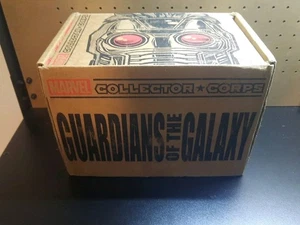 MARVEL COLLECTOR★CORPS
GUARDIANS OF THE GALAXY